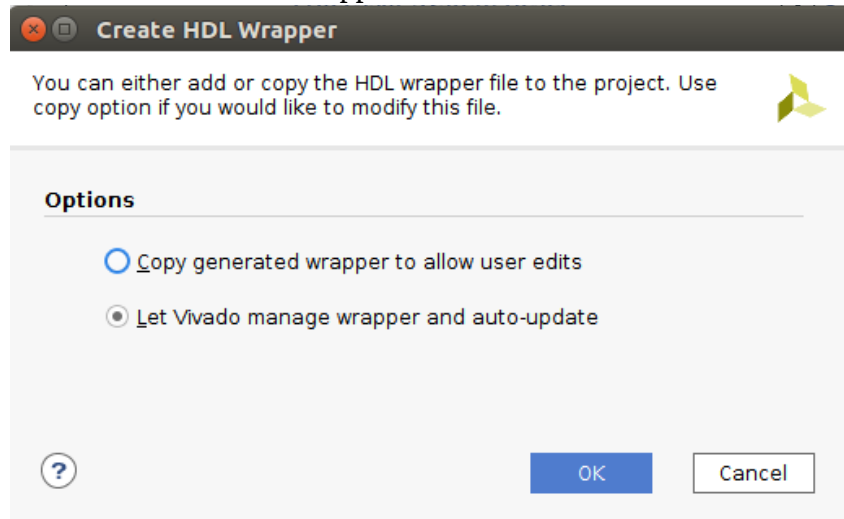 Create HDL Wrapper
You can either add or copy the HDL wrapper file to the project. Use
copy option if you would like to modify this file.
Options
Copy generated wrapper to allow user edits
Let Vivado manage wrapper and auto-update
?
OK
Cancel